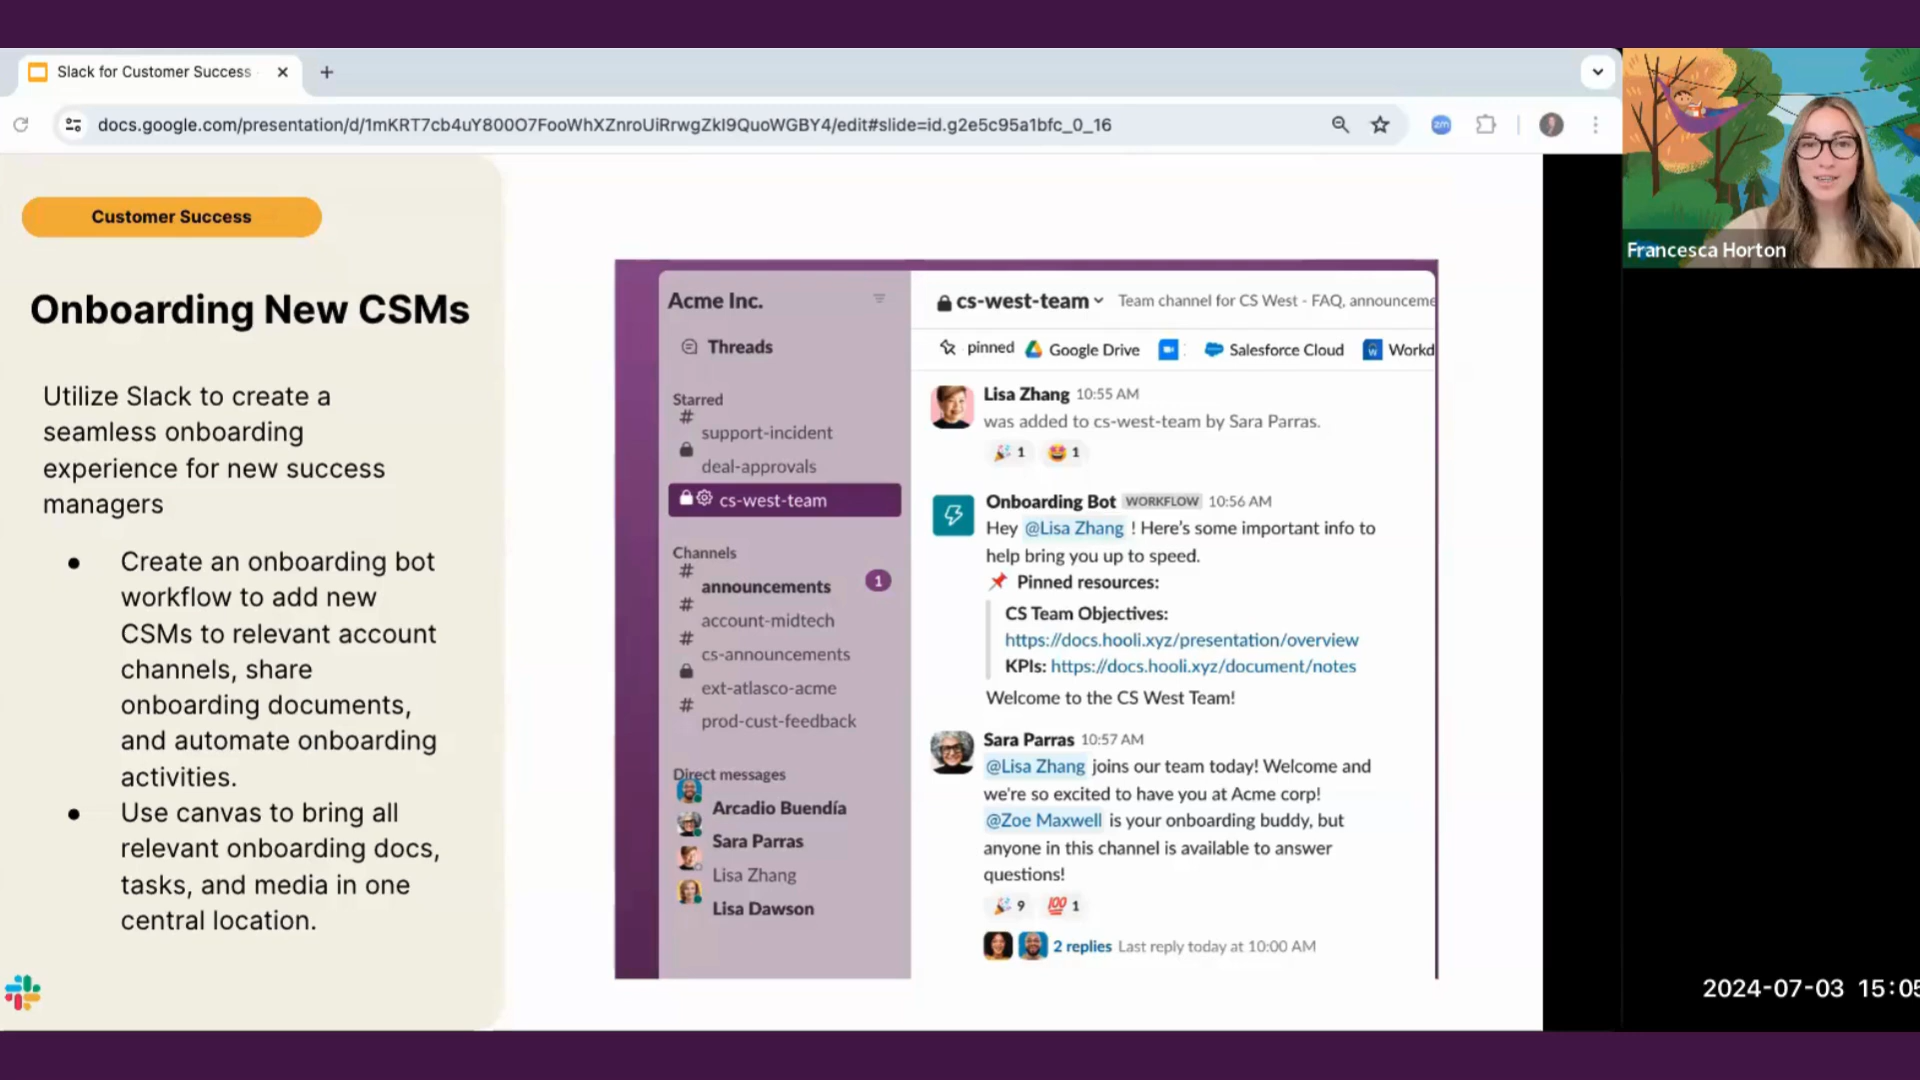 Slack for Customer Success
docs.google.com/presentation/d/1mKRT7cb4uY800O7FooWhXZnroUiRrwgZkI9QuoWGBY4/edit#slide=id.g2e5c95a1bfc_0_16
zm
Francesca Horton
Customer Success
Onboarding New CSMs
Utilize Slack to create a
seamless onboarding
experience for new success
managers
● Create an onboarding bot
workflow to add new
CSMs to relevant account
channels, share
onboarding documents,
and automate onboarding
activities.
● Use canvas to bring all
relevant onboarding docs,
tasks, and media in one
central location.
Acme Inc.
Threads
Starred
# support-incident
deal-approvals
cs-west-team
Channels
# announcements 1
# account-midtech
# cs-announcements
ext-atlasco-acme
# prod-cust-feedback
Direct messages
Arcadio Buendía
Sara Parras
Lisa Zhang
Lisa Dawson
cs-west-team Team channel for CS West - FAQ, announceme
pinned Google Drive Salesforce Cloud Workd
Lisa Zhang 10:55 AM
was added to cs-west-team by Sara Parras.
🎉 1 🤩 1
Onboarding Bot WORKFLOW 10:56 AM
Hey @Lisa Zhang ! Here's some important info to
help bring you up to speed.
📌 Pinned resources:
CS Team Objectives:
https://docs.hooli.xyz/presentation/overview
KPIs: https://docs.hooli.xyz/document/notes
Welcome to the CS West Team!
Sara Parras 10:57 AM
@Lisa Zhang joins our team today! Welcome and
we're so excited to have you at Acme corp!
@Zoe Maxwell is your onboarding buddy, but
anyone in this channel is available to answer
questions!
🎉 9 💯 1
2 replies Last reply today at 10:00 AM
2024-07-03 15:05